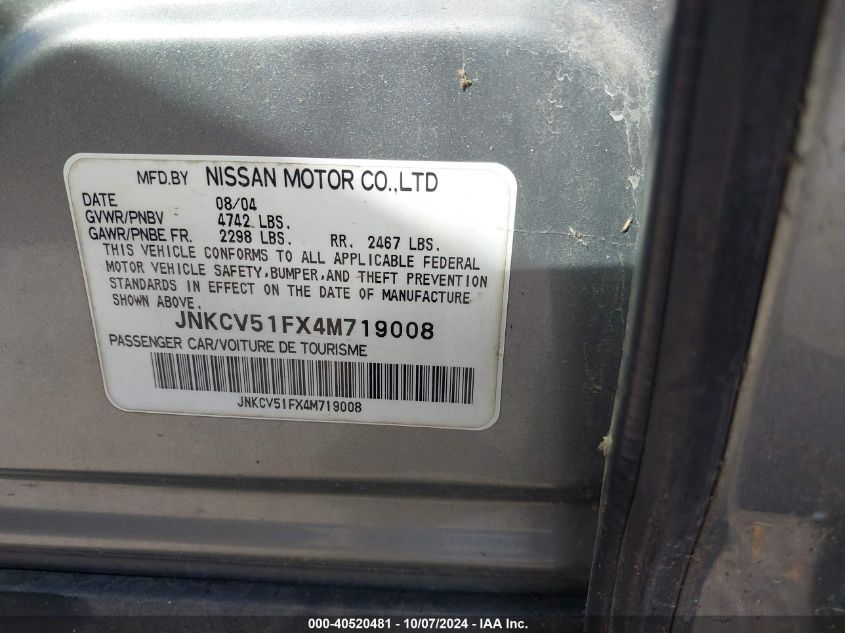 MFD.BY NISSAN MOTOR CO.,LTD
DATE 08/04
GVWR/PNBV 4742 LBS.
GAWR/PNBE FR. 2298 LBS. RR. 2467 LBS.
THIS VEHICLE CONFORMS TO ALL APPLICABLE FEDERAL
MOTOR VEHICLE SAFETY,BUMPER,AND THEFT PREVENTION
STANDARDS IN EFFECT ON THE DATE OF MANUFACTURE
SHOWN ABOVE.
JNKCV51FX4M719008
PASSENGER CAR/VOITURE DE TOURISME
JNKCV51FX4M719008
000-40520481 - 10/07/2024 - IAA Inc.